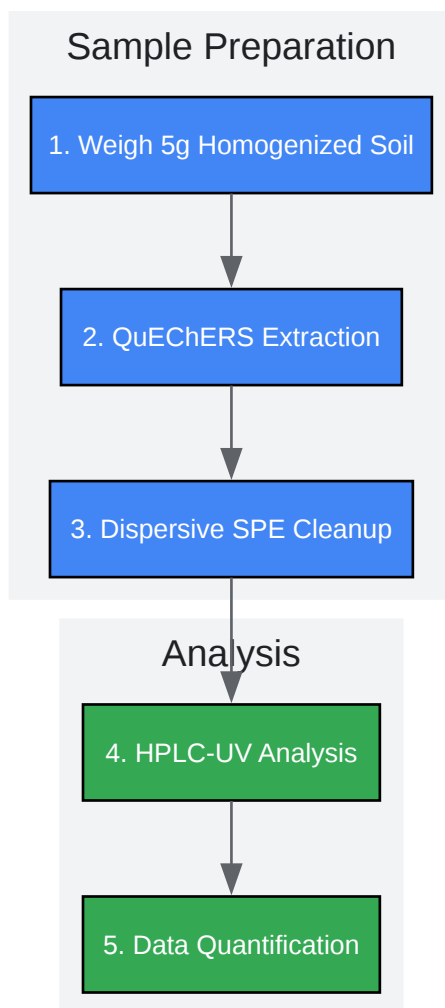 Sample Preparation
1. Weigh 5g Homogenized Soil
2. QuEChERS Extraction
3. Dispersive SPE Cleanup
Analysis
4. HPLC-UV Analysis
5. Data Quantification